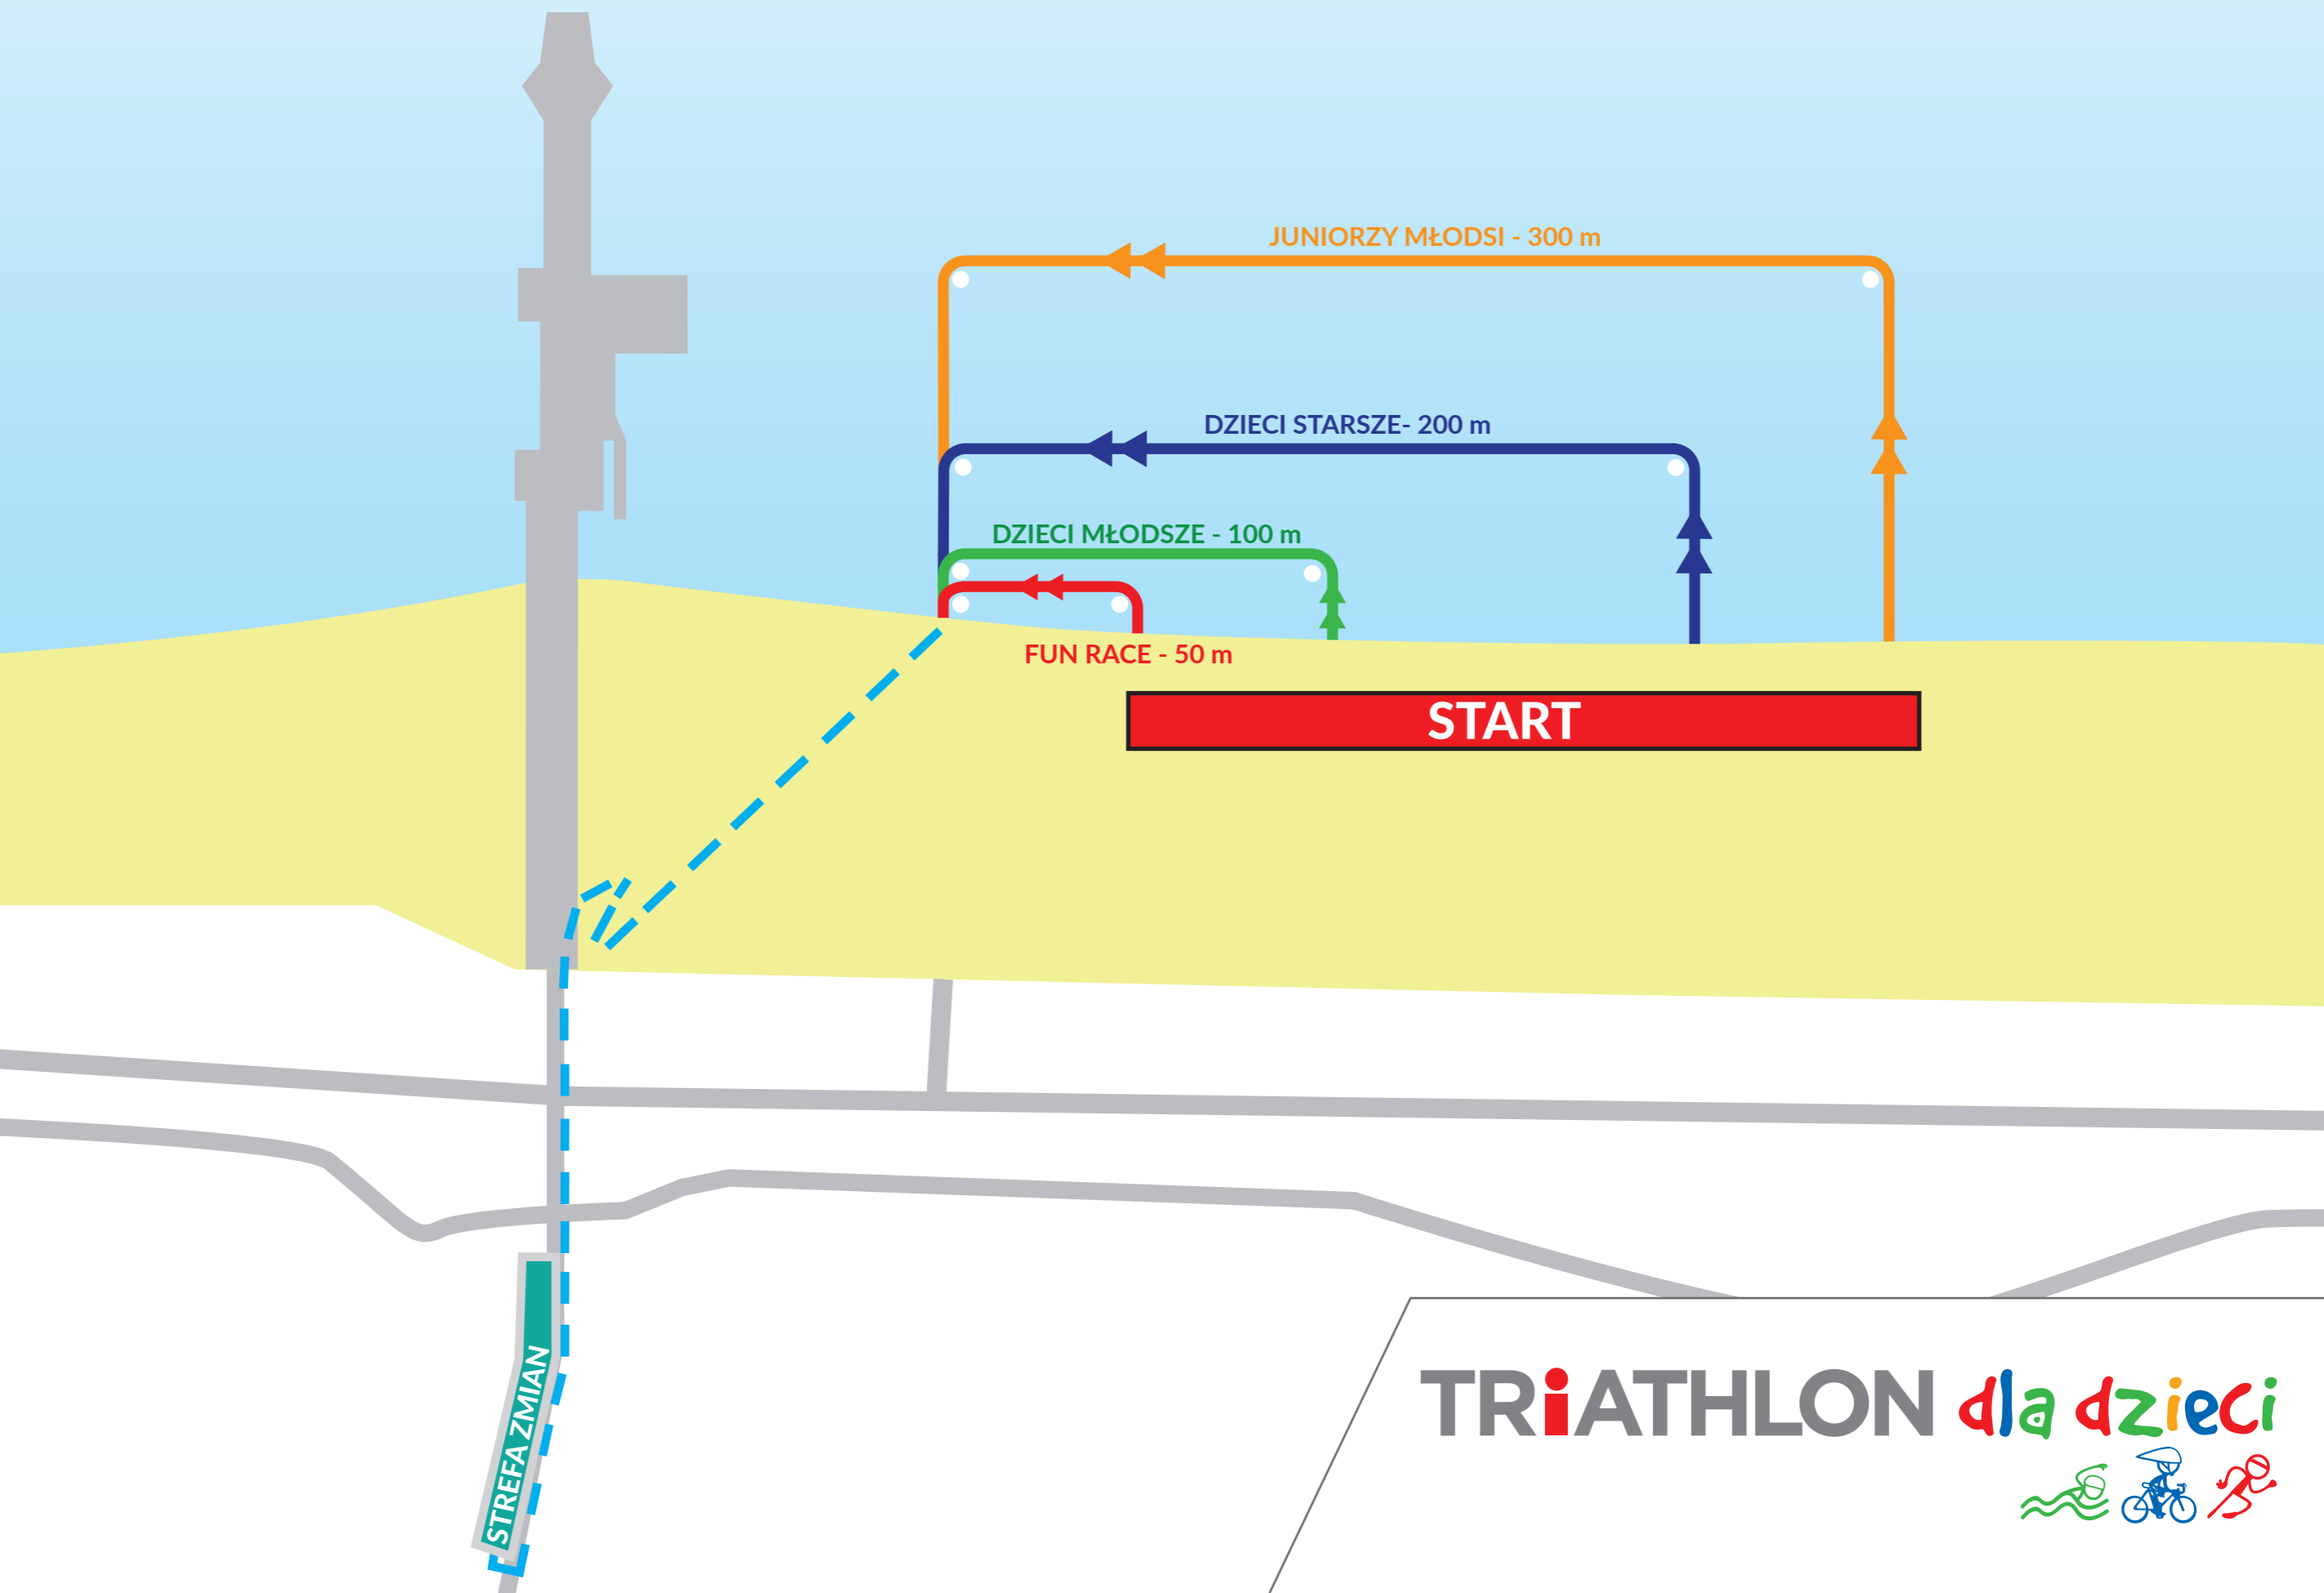 JUNIORZY MŁODSI - 300 m
DZIECI STARSZE- 200 m
DZIECI MŁODSZE - 100 m
FUN RACE - 50 m
START
STREFA ZMIAN
TRiATHLON dla dzieci